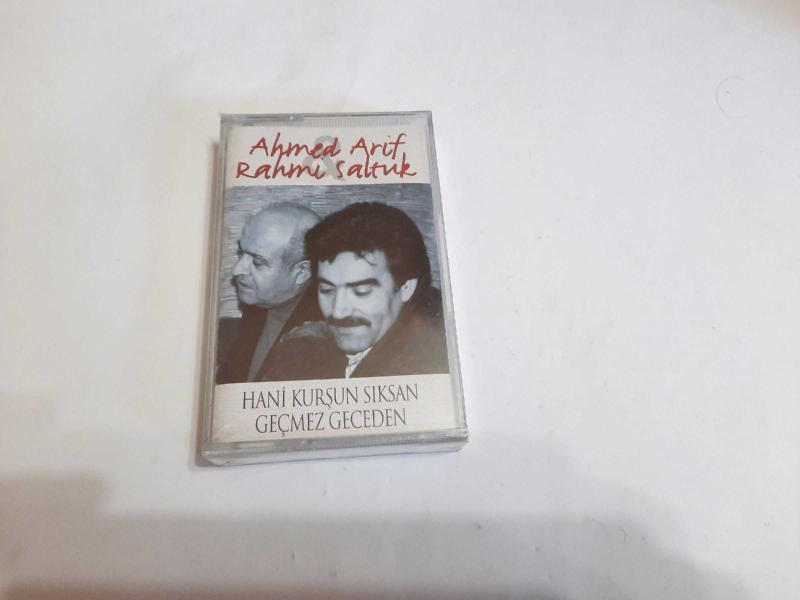 Ahmed Arif
&
Rahmi Saltuk
HANİ KURŞUN SIKSAN
GEÇMEZ GECEDEN